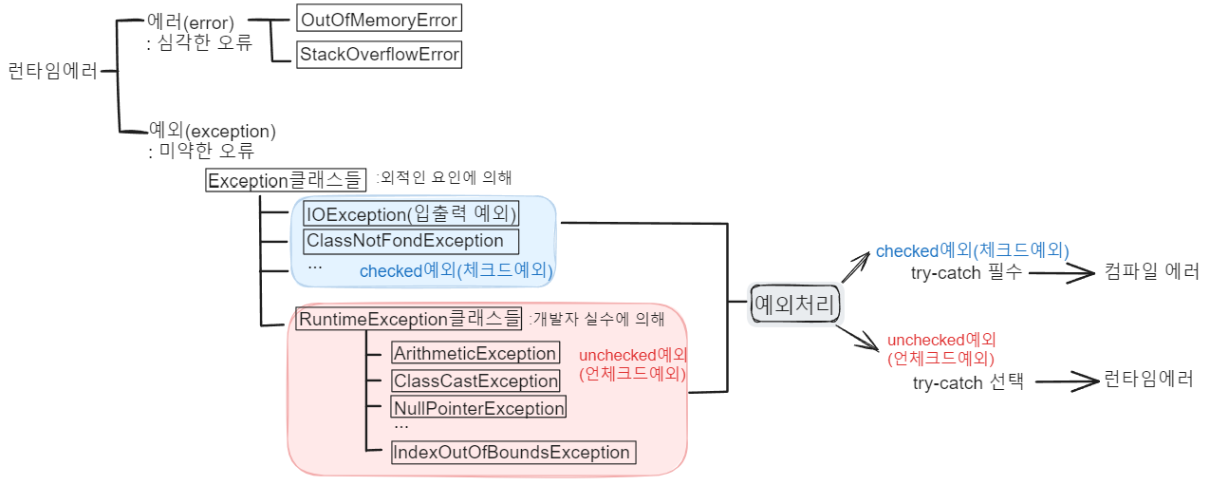 런타임에러
에러(error)
: 심각한 오류
OutOfMemoryError
StackOverflowError
예외(exception)
: 미약한 오류
Exception클래스들 :외적인 요인에 의해
IOException(입출력 예외)
ClassNotFondException
...
checked예외(체크드예외)
RuntimeException클래스들 :개발자 실수에 의해
ArithmeticException
ClassCastException
NullPointerException
...
IndexOutOfBoundsException
unchecked예외
(언체크드예외)
예외처리
checked예외(체크드예외)
try-catch 필수
컴파일 에러
unchecked예외
(언체크드예외)
try-catch 선택
런타임에러